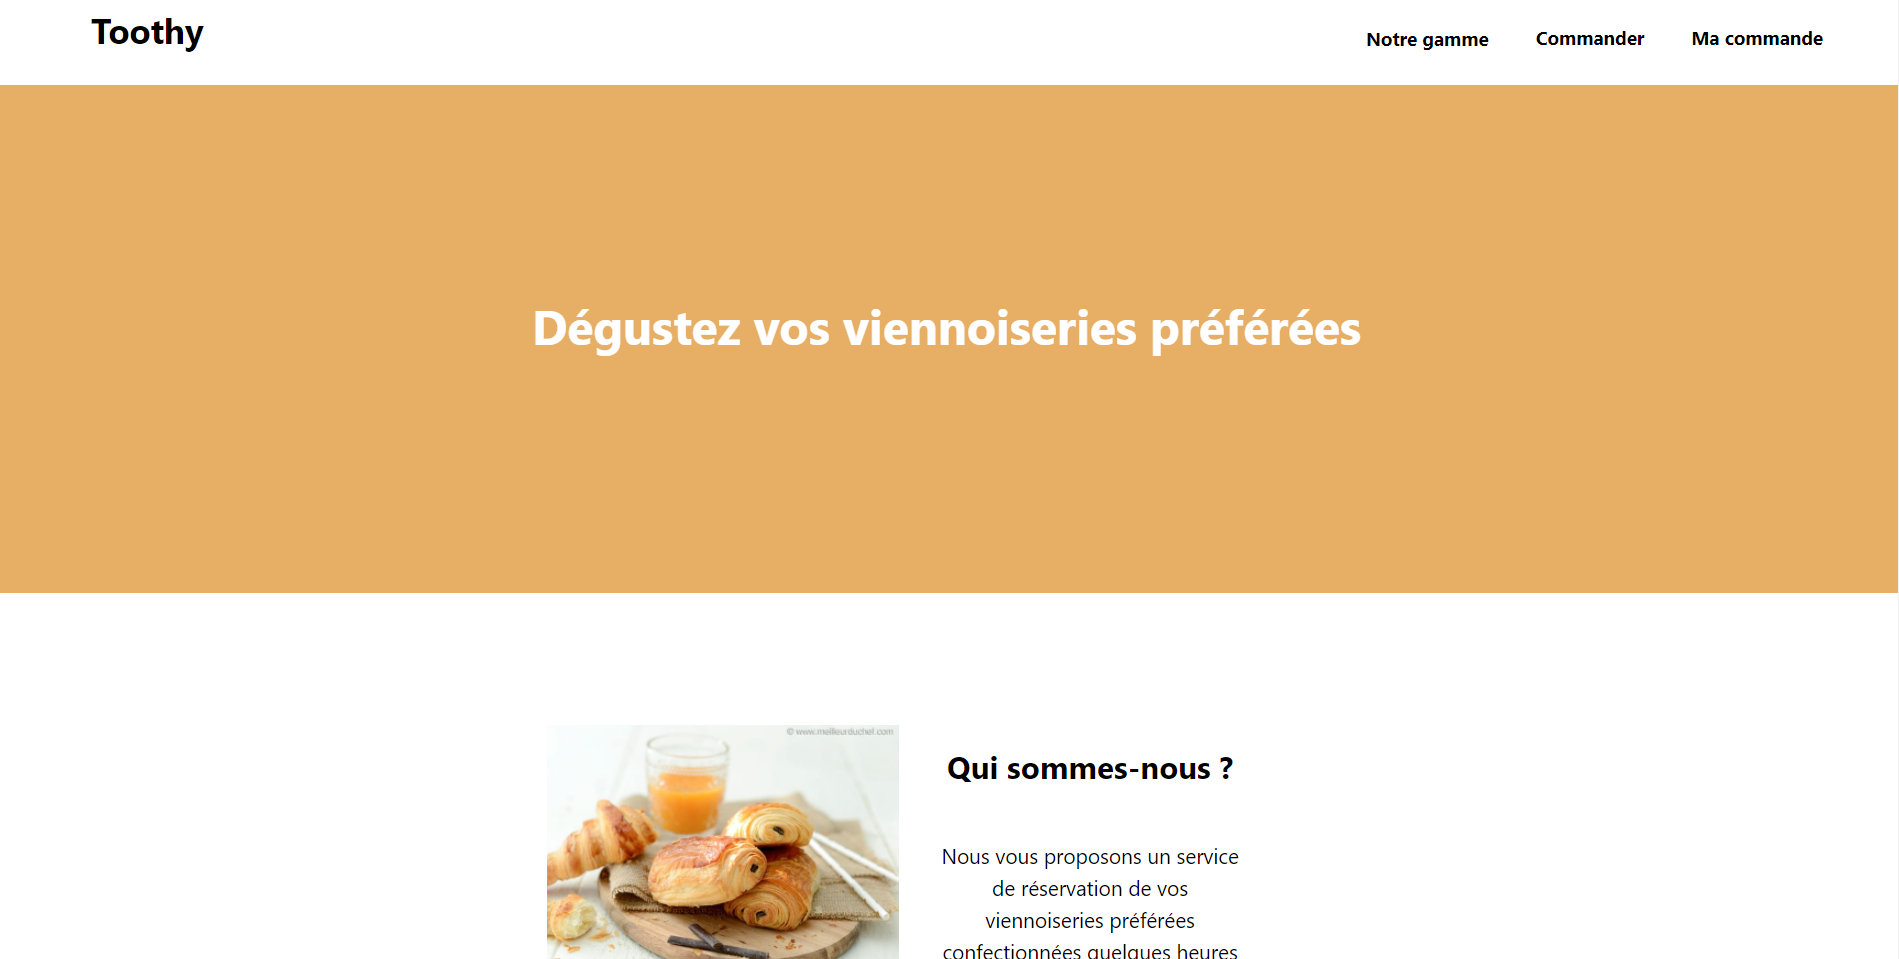 Toothy
Notre gamme
Commander
Ma commande
Dégustez vos viennoiseries préférées
© www.meilleurduchef.com
Qui sommes-nous ?
Nous vous proposons un service
de réservation de vos
viennoiseries préférées
confectionnées quelques heures